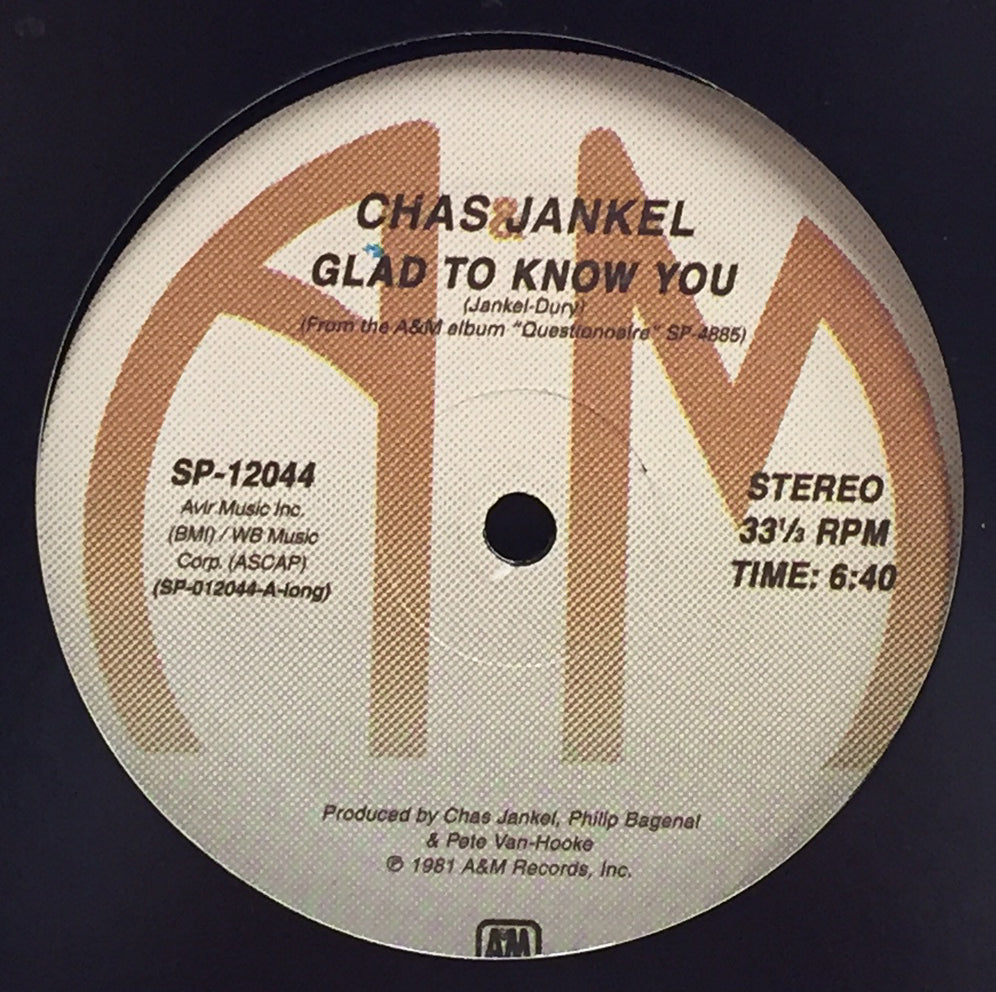 A&M
CHAS JANKEL
GLAD TO KNOW YOU
(Jankel-Dury)
(From the A&M album "Questionnaire" SP-4885)
SP-12044
Avir Music Inc.
(BMI) / WB Music
Corp. (ASCAP)
(SP-012044-A-long)
STEREO
33⅓ RPM
TIME: 6:40
Produced by Chas Jankel, Philip Bagenal
& Pete Van-Hooke
℗ 1981 A&M Records, Inc.
A&M